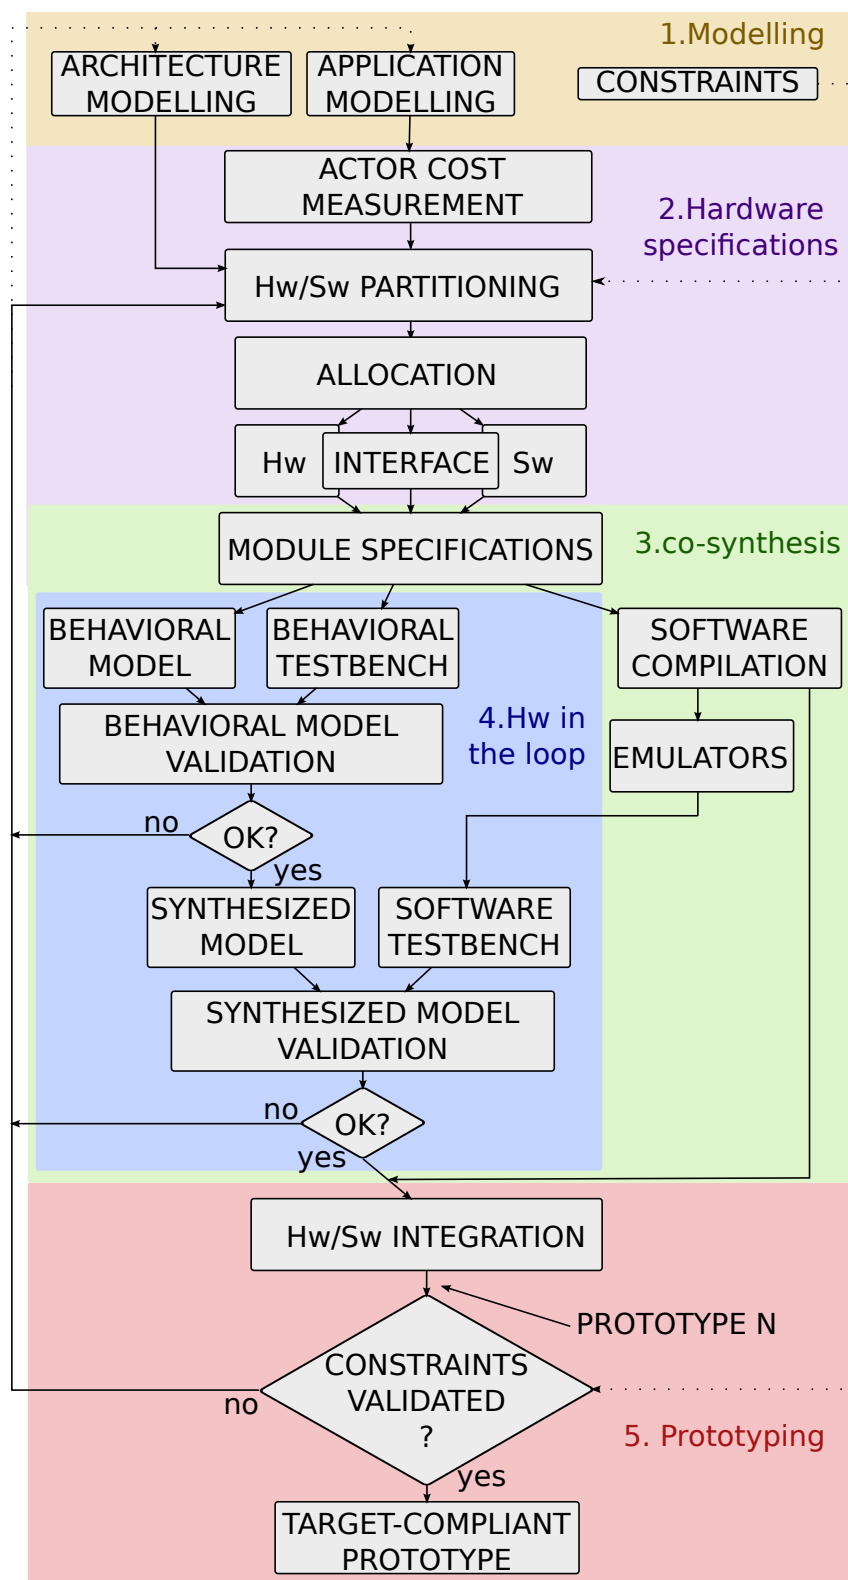 1.Modelling
ARCHITECTURE
MODELLING
APPLICATION
MODELLING
CONSTRAINTS
ACTOR COST
MEASUREMENT
2.Hardware
specifications
Hw/Sw PARTITIONING
ALLOCATION
Hw
INTERFACE
Sw
MODULE SPECIFICATIONS
3.co-synthesis
BEHAVIORAL
MODEL
BEHAVIORAL
TESTBENCH
SOFTWARE
COMPILATION
BEHAVIORAL MODEL
VALIDATION
4.Hw in
the loop
EMULATORS
no
OK?
yes
SYNTHESIZED
MODEL
SOFTWARE
TESTBENCH
SYNTHESIZED MODEL
VALIDATION
no
OK?
yes
Hw/Sw INTEGRATION
PROTOTYPE N
CONSTRAINTS
VALIDATED
?
no
5. Prototyping
yes
TARGET-COMPLIANT
PROTOTYPE